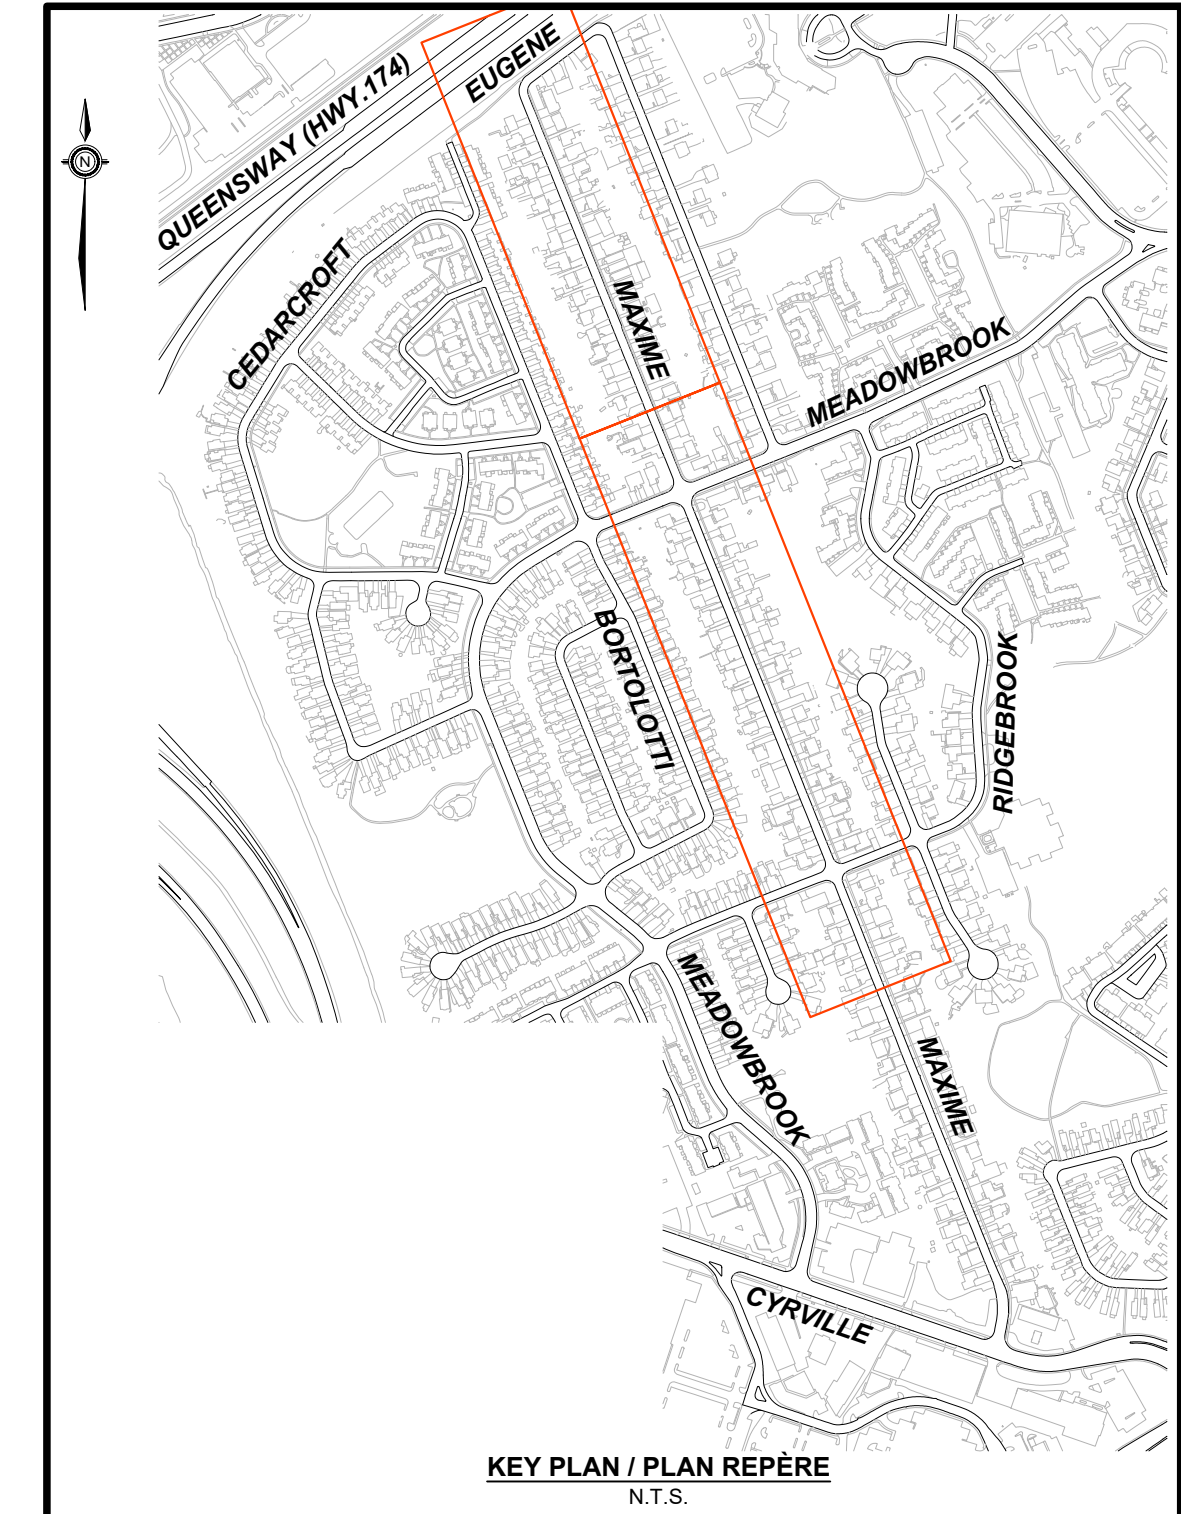 QUEENSWAY (HWY.174)
EUGENE
N
CEDARCROFT
MAXIME
MEADOWBROOK
BORTOLOTTI
RIDGEBROOK
MEADOWBROOK
MAXIME
CYRVILLE
KEY PLAN / PLAN REPÈRE
N.T.S.